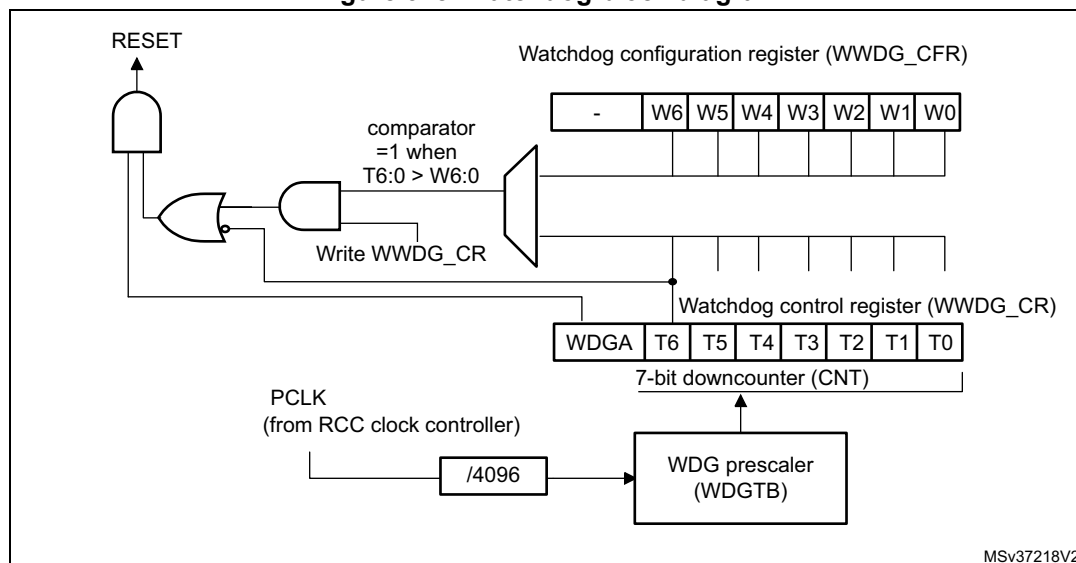 RESET
Watchdog configuration register (WWDG_CFR)
- W6 W5 W4 W3 W2 W1 W0
comparator
=1 when
T6:0 > W6:0
Write WWDG_CR
Watchdog control register (WWDG_CR)
WDGA T6 T5 T4 T3 T2 T1 T0
7-bit downcounter (CNT)
PCLK
(from RCC clock controller)
/4096
WDG prescaler
(WDGTB)
MSv37218V2